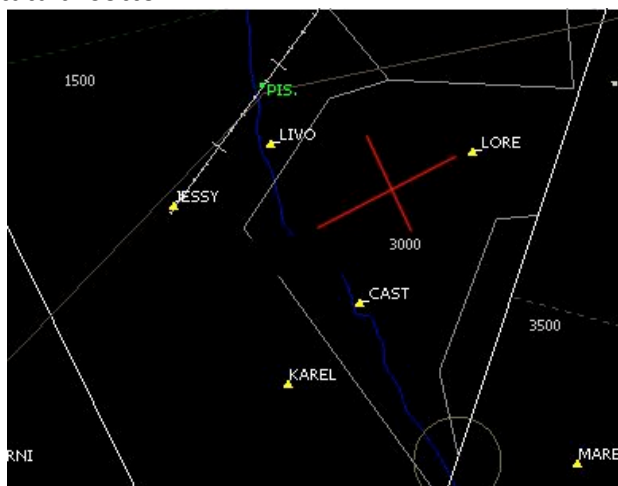 1500
PIS.
LIVO
LORE
JESSY
3000
CAST
3500
KAREL
RNI
MARE